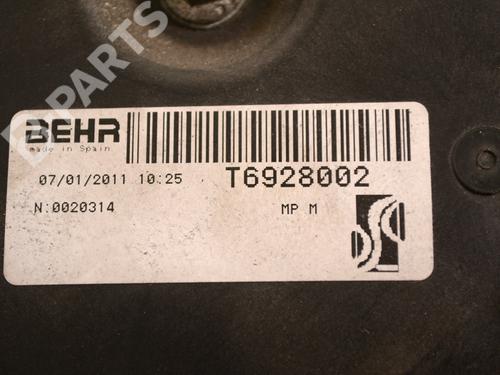 B-PARTS
BEHR
made in Spain
07/01/2011 10:25 T6928002
N:0020314 MP M